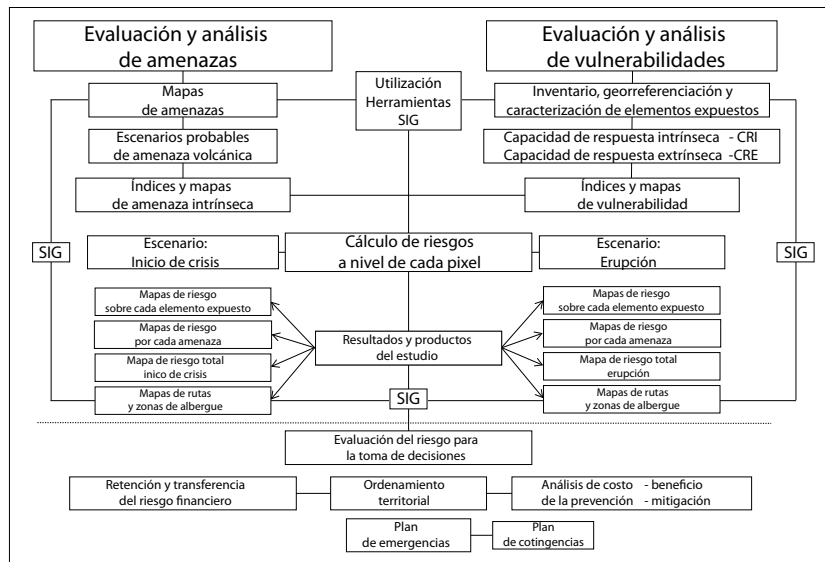 Evaluación y análisis
de amenazas
Evaluación y análisis
de vulnerabilidades
Utilización
Herramientas
SIG
Mapas
de amenazas
Inventario, georreferenciación y
caracterización de elementos expuestos
Escenarios probables
de amenaza volcánica
Capacidad de respuesta intrínseca - CRI
Capacidad de respuesta extrínseca -CRE
Índices y mapas
de amenaza intrínseca
Índices y mapas
de vulnerabilidad
SIG
Escenario:
Inicio de crisis
Cálculo de riesgos
a nivel de cada pixel
Escenario:
Erupción
SIG
Mapas de riesgo
sobre cada elemento expuesto
Mapas de riesgo
por cada amenaza
Mapa de riesgo total
inico de crisis
Mapas de rutas
y zonas de albergue
Resultados y productos
del estudio
Mapas de riesgo
sobre cada elemento expuesto
Mapas de riesgo
por cada amenaza
Mapa de riesgo total
erupción
Mapas de rutas
y zonas de albergue
SIG
Evaluación del riesgo para
la toma de decisiones
Retención y transferencia
del riesgo financiero
Ordenamiento
territorial
Análisis de costo - beneficio
de la prevención - mitigación
Plan
de emergencias
Plan
de cotingencias